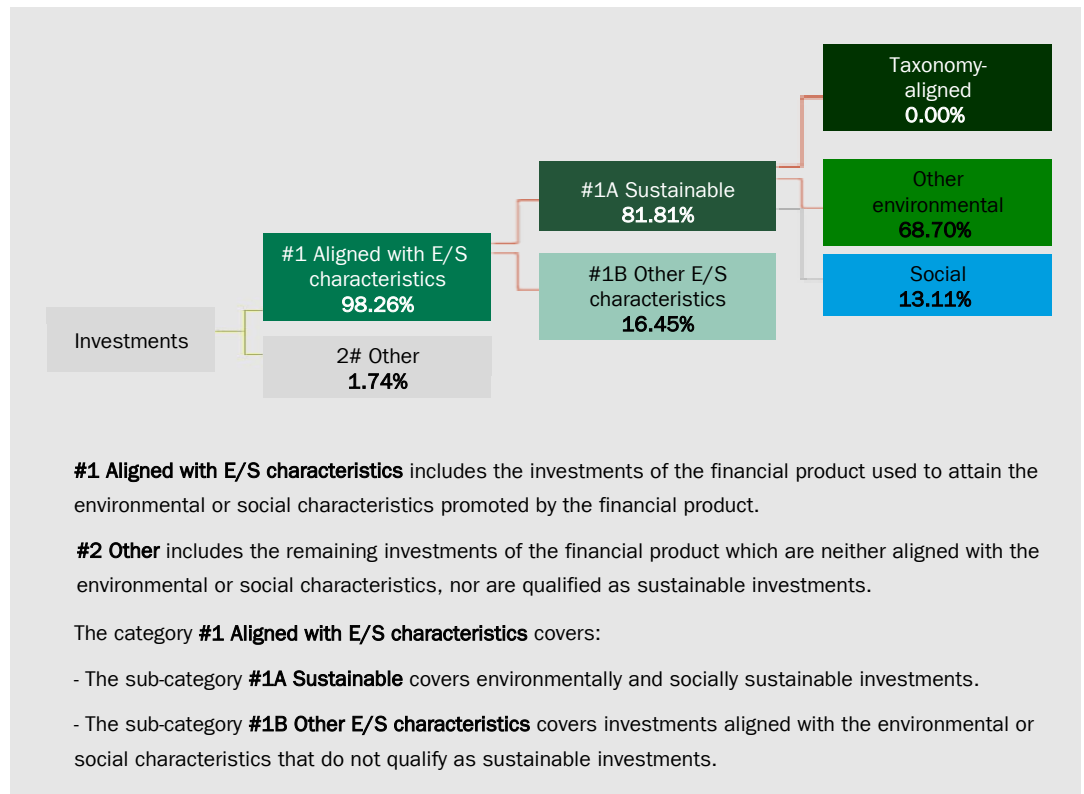 Taxonomy-
aligned
0.00%
#1A Sustainable
81.81%
Other
environmental
68.70%
#1 Aligned with E/S
characteristics
98.26%
#1B Other E/S
characteristics
16.45%
Social
13.11%
Investments
2# Other
1.74%
#1 Aligned with E/S characteristics includes the investments of the financial product used to attain the
environmental or social characteristics promoted by the financial product.
#2 Other includes the remaining investments of the financial product which are neither aligned with the
environmental or social characteristics, nor are qualified as sustainable investments.
The category #1 Aligned with E/S characteristics covers:
- The sub-category #1A Sustainable covers environmentally and socially sustainable investments.
- The sub-category #1B Other E/S characteristics covers investments aligned with the environmental or
social characteristics that do not qualify as sustainable investments.